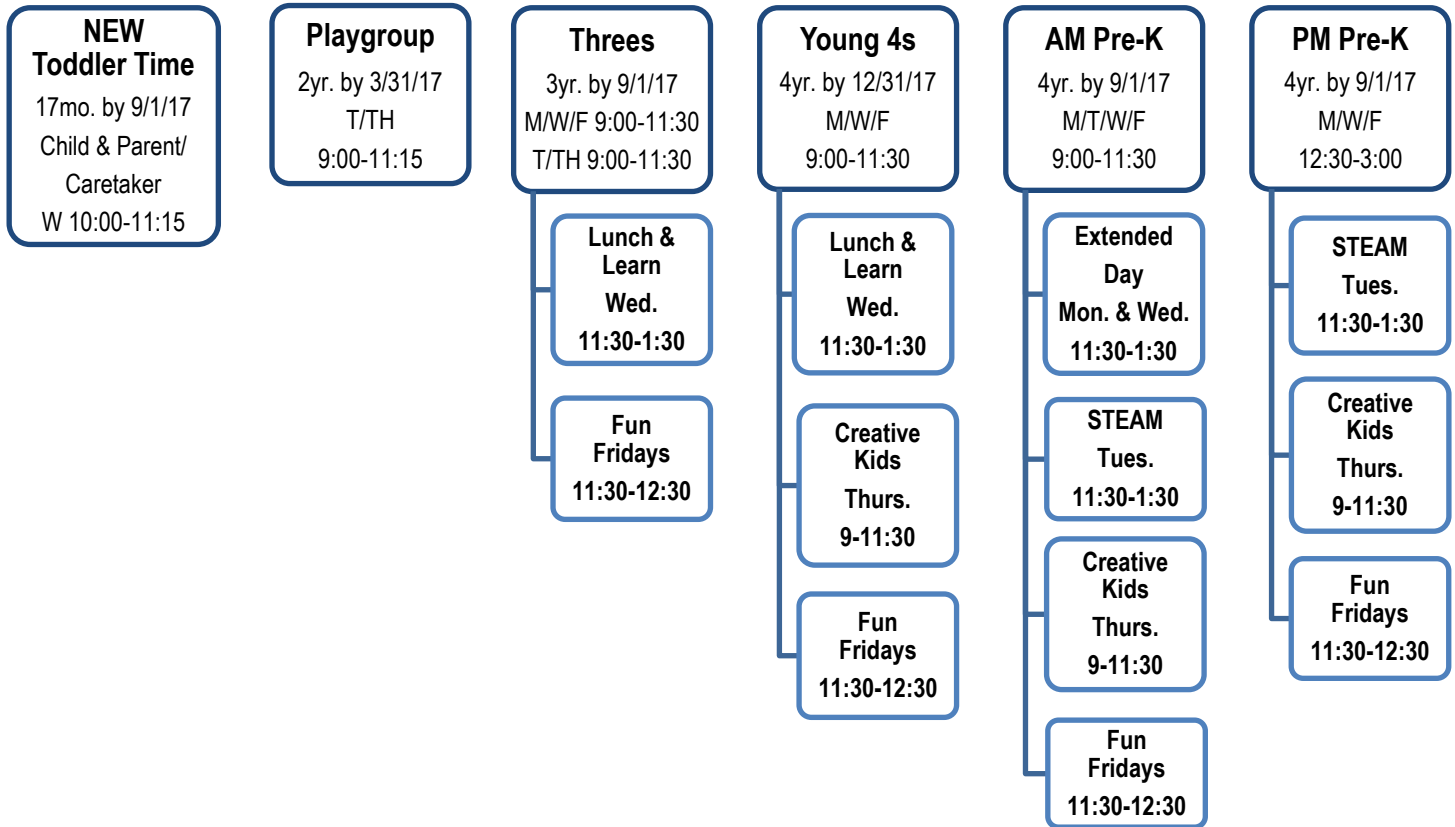 NEW
Toddler Time
17mo. by 9/1/17
Child & Parent/
Caretaker
W 10:00-11:15
Playgroup
2yr. by 3/31/17
T/TH
9:00-11:15
Threes
3yr. by 9/1/17
M/W/F 9:00-11:30
T/TH 9:00-11:30
Lunch &
Learn
Wed.
11:30-1:30
Fun
Fridays
11:30-12:30
Young 4s
4yr. by 12/31/17
M/W/F
9:00-11:30
Lunch &
Learn
Wed.
11:30-1:30
Creative
Kids
Thurs.
9-11:30
Fun
Fridays
11:30-12:30
AM Pre-K
4yr. by 9/1/17
M/T/W/F
9:00-11:30
Extended
Day
Mon. & Wed.
11:30-1:30
STEAM
Tues.
11:30-1:30
Creative
Kids
Thurs.
9-11:30
Fun
Fridays
11:30-12:30
PM Pre-K
4yr. by 9/1/17
M/W/F
12:30-3:00
STEAM
Tues.
11:30-1:30
Creative
Kids
Thurs.
9-11:30
Fun
Fridays
11:30-12:30